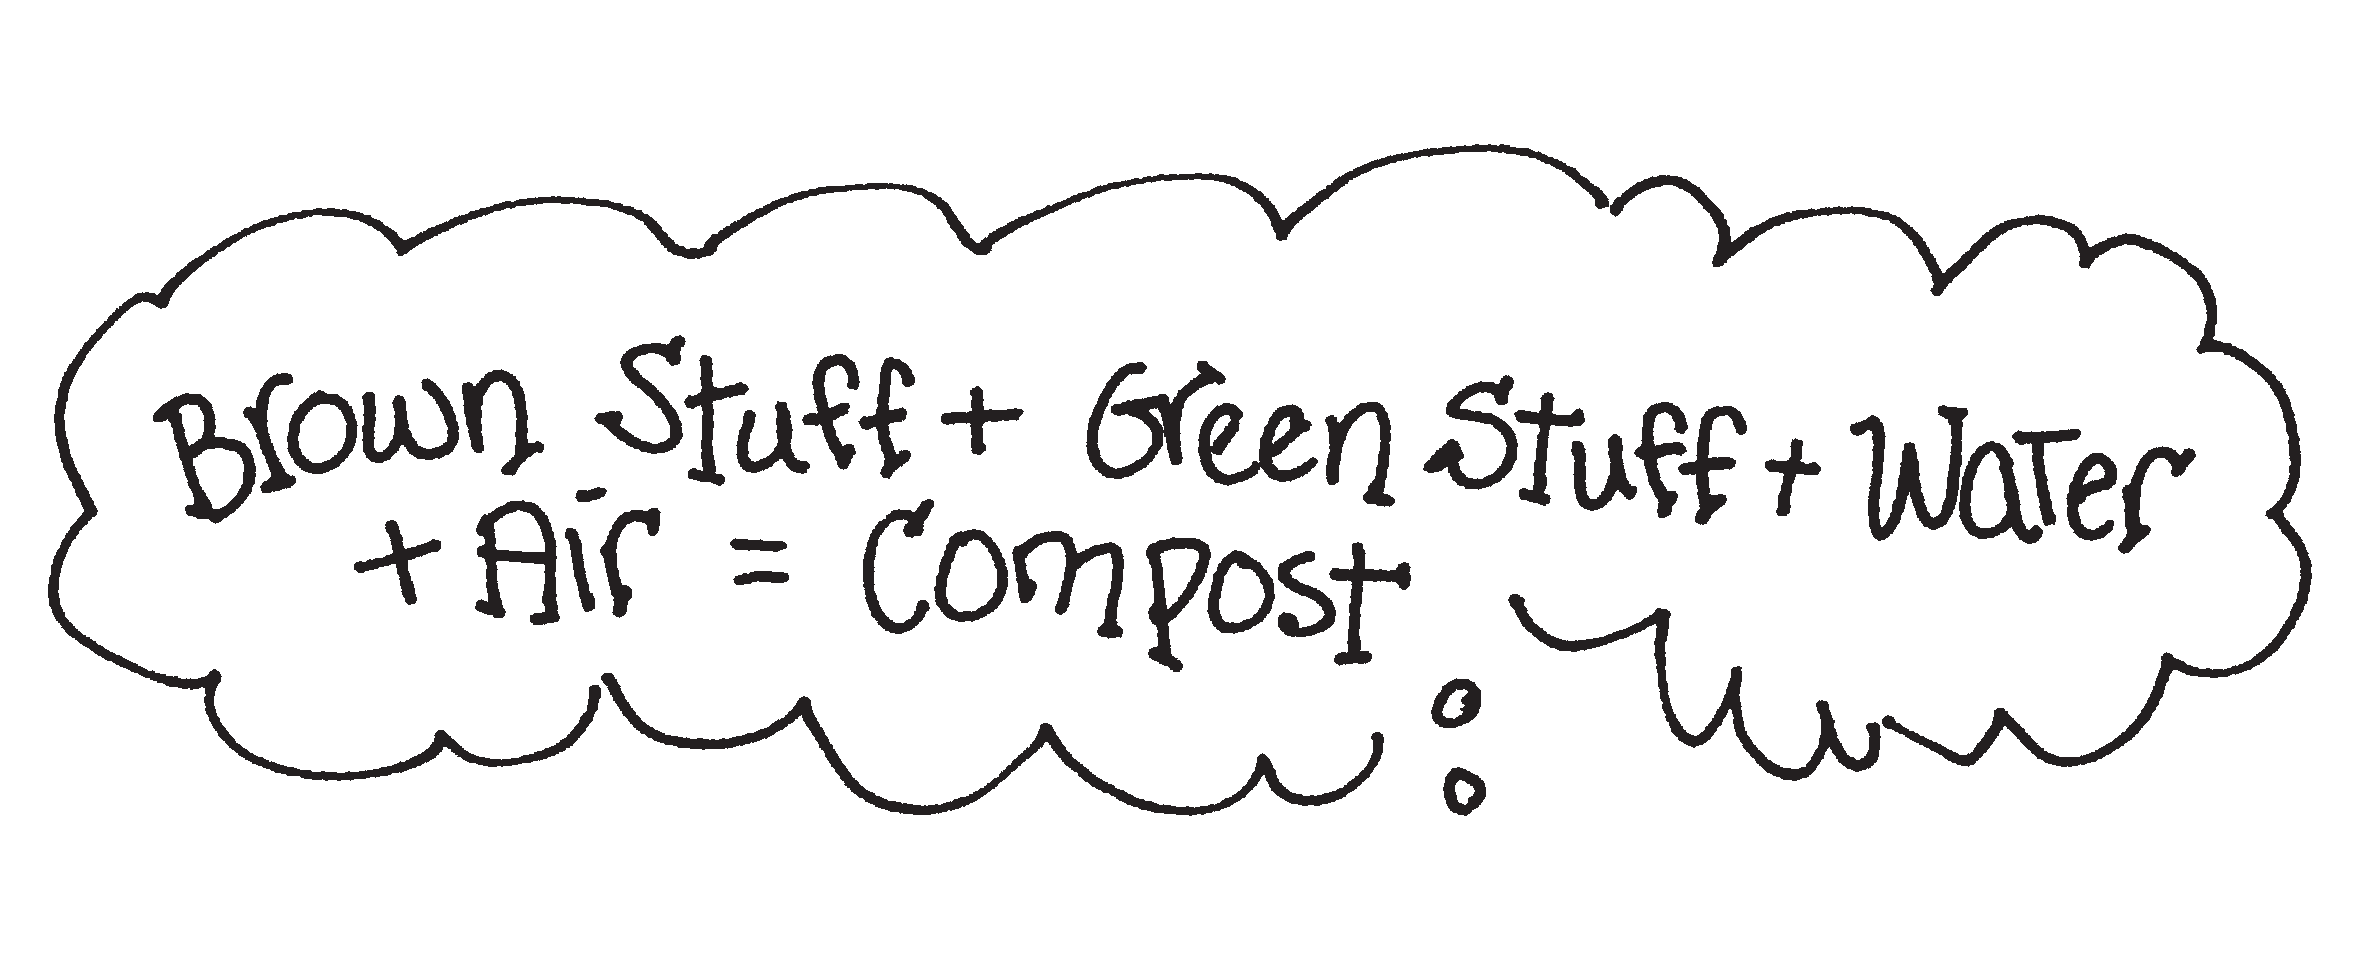 Brown Stuff + Green Stuff + Water
+ Air = Compost